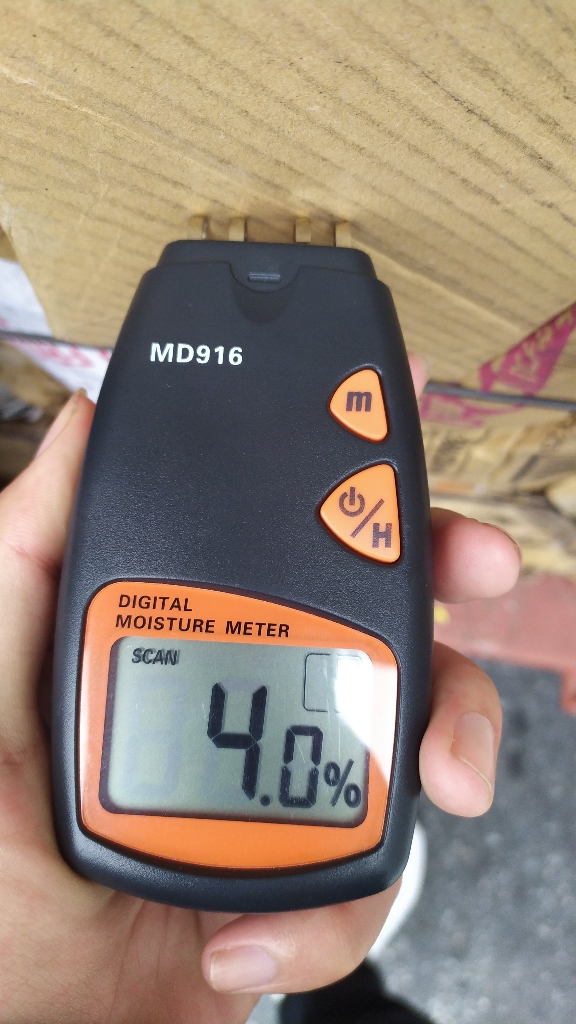 MD916
m
H
DIGITAL
MOISTURE METER
SCAN
4.0%